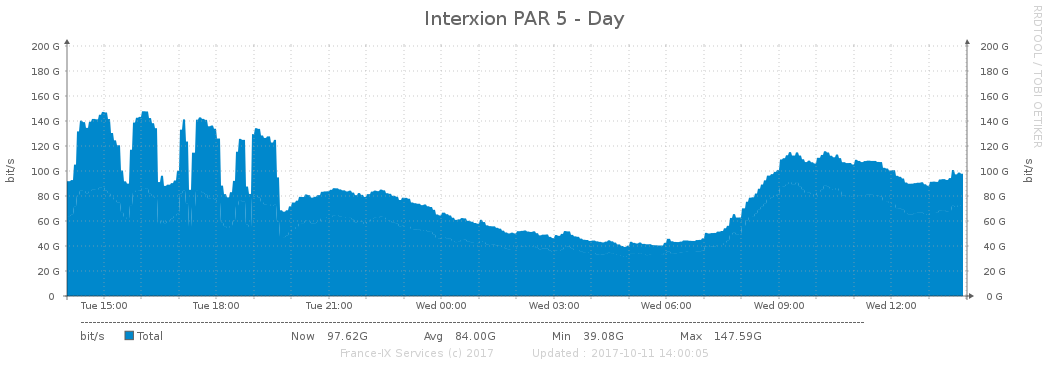 Interxion PAR 5 - Day
RRDTOOL / TOBI OETIKER
bit/s
200 G
180 G
160 G
140 G
120 G
100 G
80 G
60 G
40 G
20 G
0
200 G
180 G
160 G
140 G
120 G
100 G
80 G
60 G
40 G
20 G
0 G
bit/s
Tue 15:00 Tue 18:00 Tue 21:00 Wed 00:00 Wed 03:00 Wed 06:00 Wed 09:00 Wed 12:00
bit/s Total Now 97.62G Avg 84.00G Min 39.08G Max 147.59G
France-IX Services (c) 2017 Updated : 2017-10-11 14:00:05